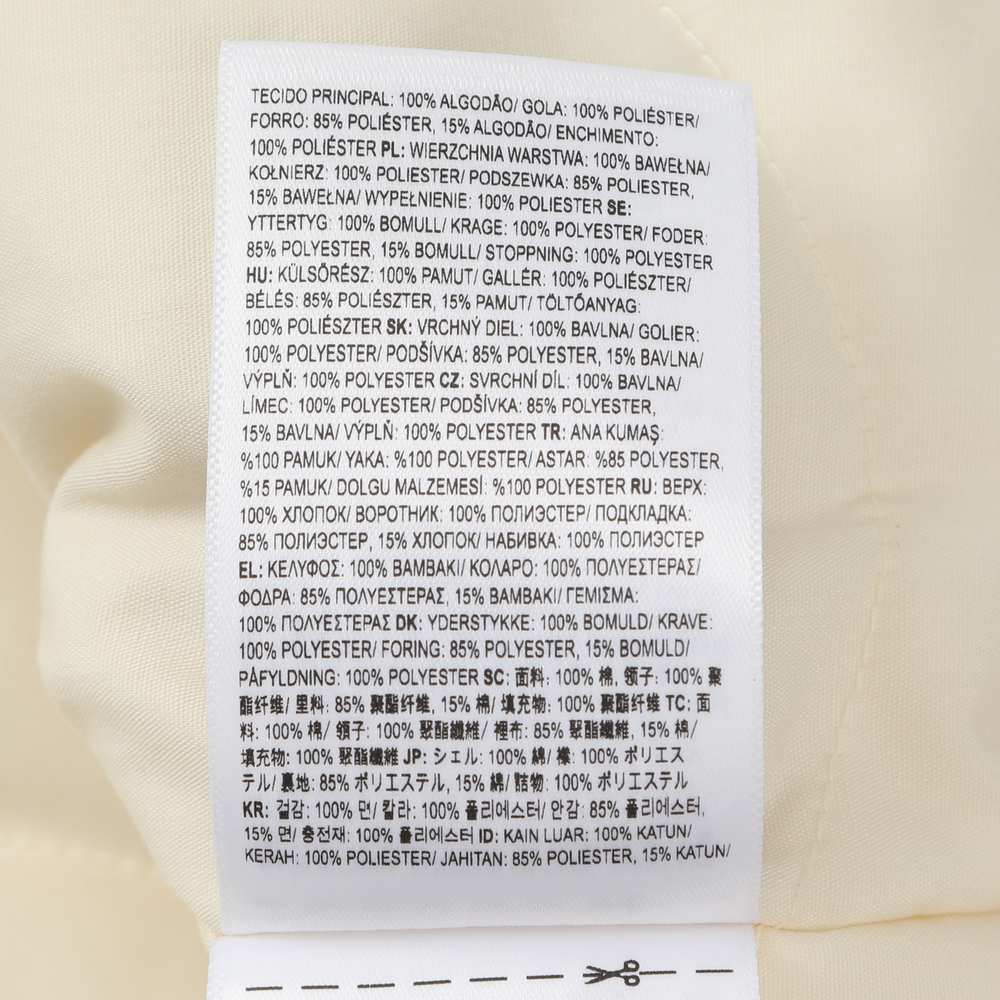 TECIDO PRINCIPAL: 100% ALGODÃO/ GOLA: 100% POLIÉSTER/
FORRO: 85% POLIÉSTER, 15% ALGODÃO/ ENCHIMENTO:
100% POLIÉSTER PL: WIERZCHNIA WARSTWA: 100% BAWEŁNA/
KOŁNIERZ: 100% POLIESTER/ PODSZEWKA: 85% POLIESTER,
15% BAWEŁNA/ WYPEŁNIENIE: 100% POLIESTER SE:
YTTERTYG: 100% BOMULL/ KRAGE: 100% POLYESTER/ FODER:
85% POLYESTER, 15% BOMULL/ STOPPNING: 100% POLYESTER
HU: KÜLSŐRÉSZ: 100% PAMUT/ GALLÉR: 100% POLIÉSZTER/
BÉLÉS: 85% POLIÉSZTER, 15% PAMUT/ TÖLTŐANYAG:
100% POLIÉSZTER SK: VRCHNÝ DIEL: 100% BAVLNA/ GOLIER:
100% POLYESTER/ PODŠÍVKA: 85% POLYESTER, 15% BAVLNA/
VÝPLŇ: 100% POLYESTER CZ: SVRCHNÍ DÍL: 100% BAVLNA/
LÍMEC: 100% POLYESTER/ PODŠÍVKA: 85% POLYESTER,
15% BAVLNA/ VÝPLŇ: 100% POLYESTER TR: ANA KUMAŞ:
%100 PAMUK/ YAKA: %100 POLYESTER/ ASTAR: %85 POLYESTER,
%15 PAMUK/ DOLGU MALZEMESİ: %100 POLYESTER RU: ВЕРХ:
100% ХЛОПОК/ ВОРОТНИК: 100% ПОЛИЭСТЕР/ ПОДКЛАДКА:
85% ПОЛИЭСТЕР, 15% ХЛОПОК/ НАБИВКА: 100% ПОЛИЭСТЕР
EL: ΚΕΛΥΦΟΣ: 100% ΒΑΜΒΑΚΙ/ ΚΟΛΑΡΟ: 100% ΠΟΛΥΕΣΤΕΡΑΣ/
ΦΟΔΡΑ: 85% ΠΟΛΥΕΣΤΕΡΑΣ, 15% ΒΑΜΒΑΚΙ/ ΓΕΜΙΣΜΑ:
100% ΠΟΛΥΕΣΤΕΡΑΣ DK: YDERSTYKKE: 100% BOMULD/ KRAVE:
100% POLYESTER/ FORING: 85% POLYESTER, 15% BOMULD/
PÅFYLDNING: 100% POLYESTER SC: 面料: 100% 棉, 领子: 100% 聚
酯纤维/ 里料: 85% 聚酯纤维, 15% 棉/ 填充物: 100% 聚酯纤维 TC: 面
料: 100% 棉/ 領子: 100% 聚酯纖維/ 裡布: 85% 聚酯纖維, 15% 棉/
填充物: 100% 聚酯纖維 JP: シェル: 100% 綿/ 襟: 100% ポリエス
テル/ 裏地: 85% ポリエステル, 15% 綿/ 詰物: 100% ポリエステル
KR: 겉감: 100% 면/ 칼라: 100% 폴리에스터/ 안감: 85% 폴리에스터,
15% 면/ 충전재: 100% 폴리에스터 ID: KAIN LUAR: 100% KATUN/
KERAH: 100% POLIESTER/ JAHITAN: 85% POLIESTER, 15% KATUN/